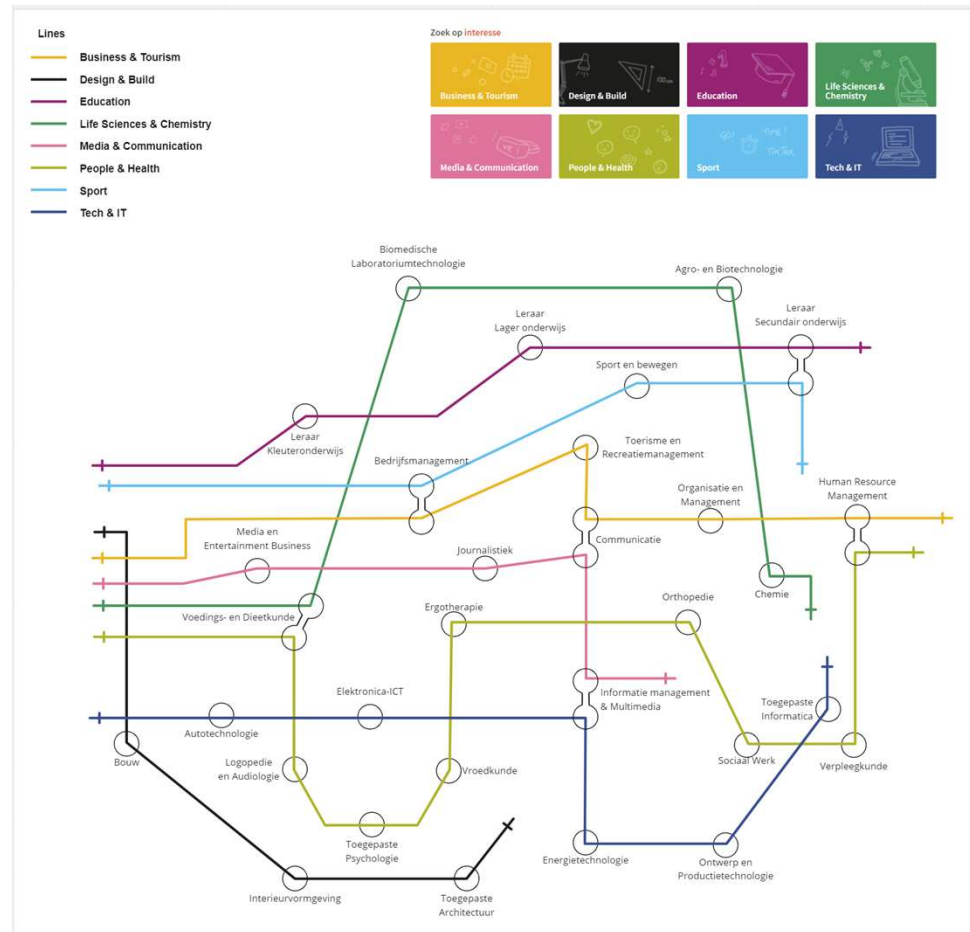 Lines
Business & Tourism
Design & Build
Education
Life Sciences & Chemistry
Media & Communication
People & Health
Sport
Tech & IT
Zoek op interesse
Business & Tourism
Design & Build
Education
Life Sciences &
Chemistry
Media & Communication
People & Health
Sport
Tech & IT
Biomedische
Laboratoriumtechnologie
Agro- en Biotechnologie
Leraar
Secundair onderwijs
Leraar
Lager onderwijs
Sport en bewegen
Leraar
Kleuteronderwijs
Bedrijfsmanagement
Toerisme en
Recreatiemanagement
Organisatie en
Management
Human Resource
Management
Media en
Entertainment Business
Journalistiek
Communicatie
Chemie
Voedings- en Dieetkunde
Ergotherapie
Orthopedie
Elektronica-ICT
Informatie management
& Multimedia
Toegepaste
Informatica
Autotechnologie
Bouw
Logopedie
en Audiologie
Vroedkunde
Sociaal Werk
Verpleegkunde
Toegepaste
Psychologie
Energietechnologie
Ontwerp en
Productietechnologie
Interieurvormgeving
Toegepaste
Architectuur